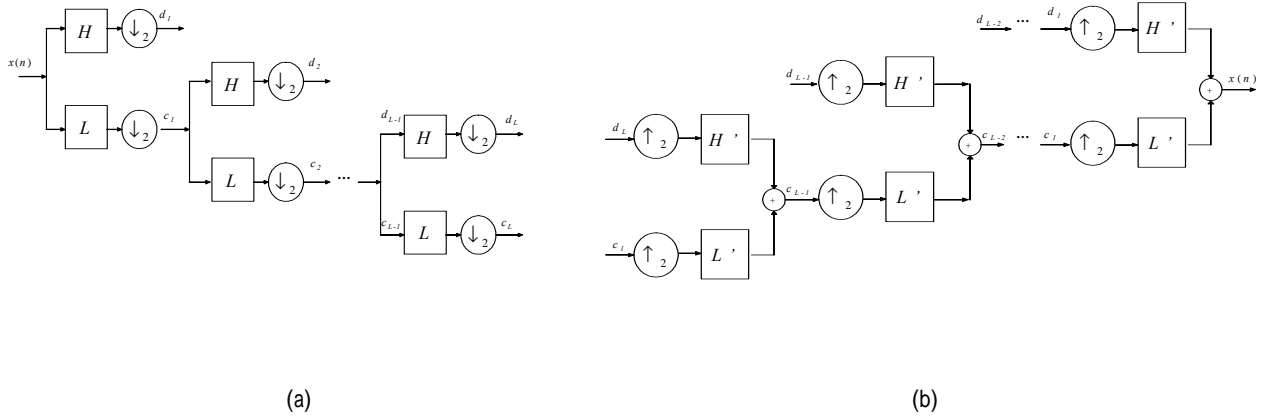 H ↓2 d1
x(n)
L ↓2 c1
H ↓2 d2
L ↓2 c2 ...
dL-1 H ↓2 dL
cL-1 L ↓2 cL
(a)
dL-2 ... d1 ↑2 H '
x(n)
+
dL-1 ↑2 H '
+ cL-2 ... c1 ↑2 L '
dL ↑2 H '
+ cL-1 ↑2 L '
c1 ↑2 L '
(b)